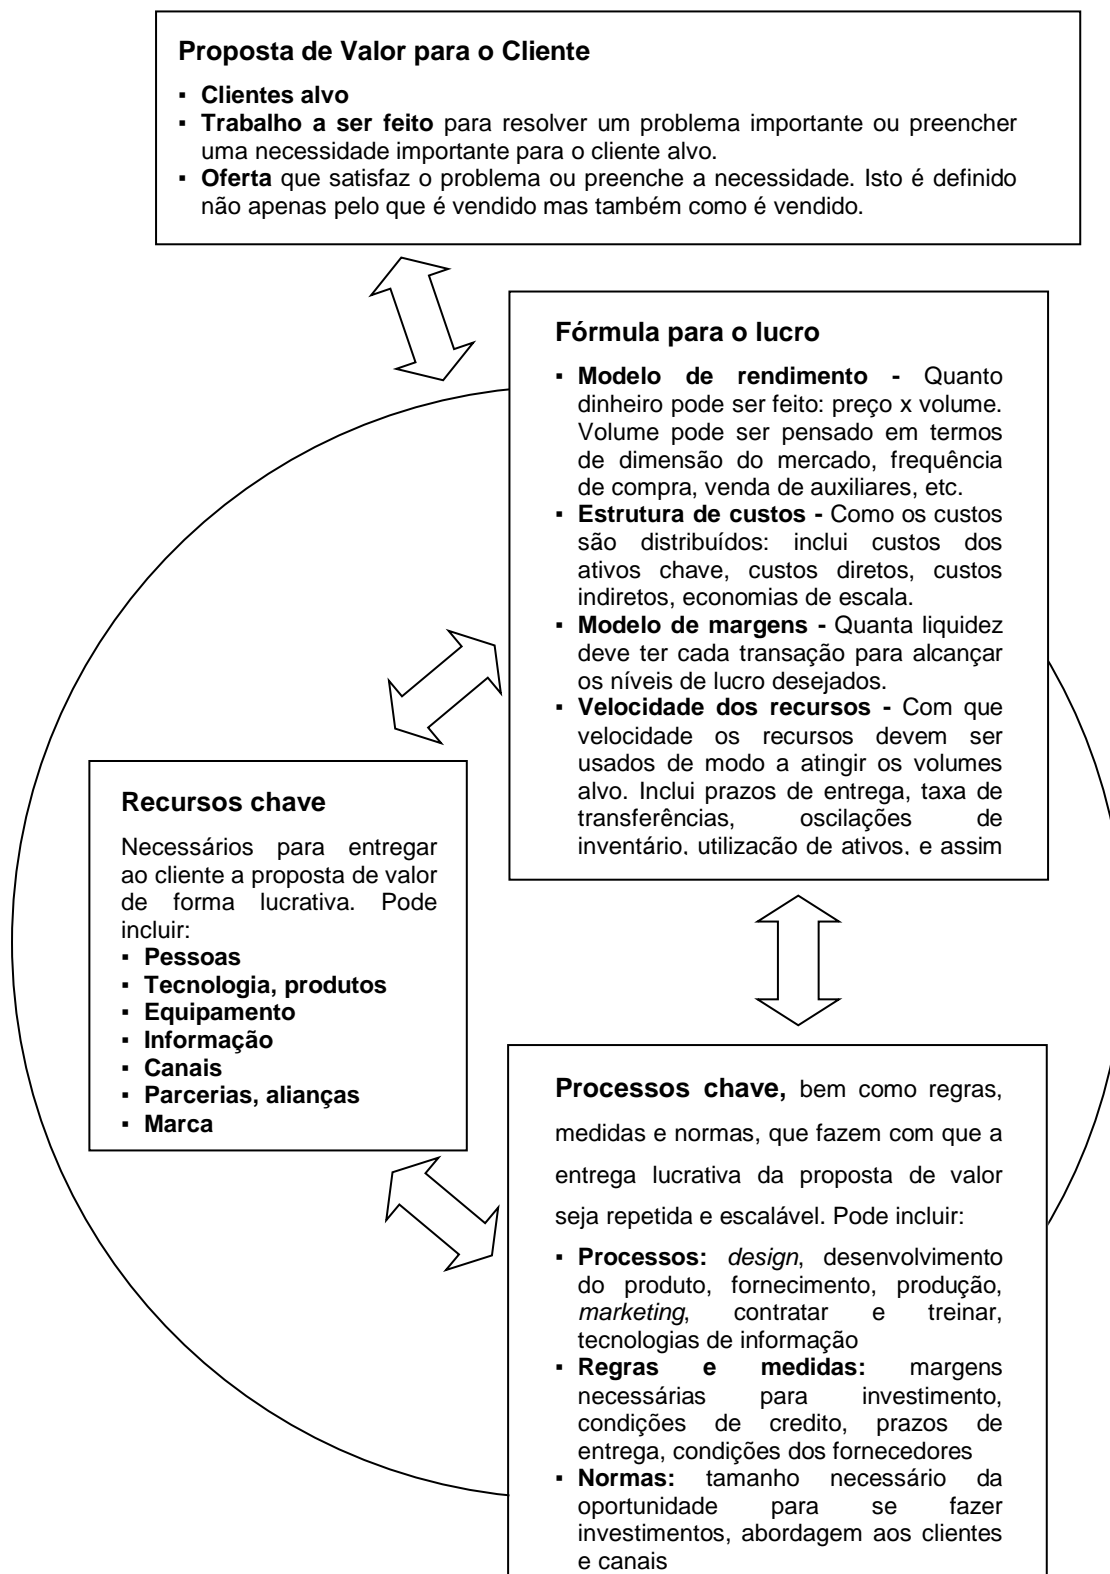 Proposta de Valor para o Cliente
▪ Clientes alvo
▪ Trabalho a ser feito para resolver um problema importante ou preencher
uma necessidade importante para o cliente alvo.
▪ Oferta que satisfaz o problema ou preenche a necessidade. Isto é definido
não apenas pelo que é vendido mas também como é vendido.
Fórmula para o lucro
▪ Modelo de rendimento - Quanto
dinheiro pode ser feito: preço x volume.
Volume pode ser pensado em termos
de dimensão do mercado, frequência
de compra, venda de auxiliares, etc.
▪ Estrutura de custos - Como os custos
são distribuídos: inclui custos dos
ativos chave, custos diretos, custos
indiretos, economias de escala.
▪ Modelo de margens - Quanta liquidez
deve ter cada transação para alcançar
os níveis de lucro desejados.
▪ Velocidade dos recursos - Com que
velocidade os recursos devem ser
usados de modo a atingir os volumes
alvo. Inclui prazos de entrega, taxa de
transferências, oscilações de
inventário, utilização de ativos, e assim
Recursos chave
Necessários para entregar
ao cliente a proposta de valor
de forma lucrativa. Pode
incluir:
▪ Pessoas
▪ Tecnologia, produtos
▪ Equipamento
▪ Informação
▪ Canais
▪ Parcerias, alianças
▪ Marca
Processos chave, bem como regras,
medidas e normas, que fazem com que a
entrega lucrativa da proposta de valor
seja repetida e escalável. Pode incluir:
▪ Processos: design, desenvolvimento
do produto, fornecimento, produção,
marketing, contratar e treinar,
tecnologias de informação
▪ Regras e medidas: margens
necessárias para investimento,
condições de credito, prazos de
entrega, condições dos fornecedores
▪ Normas: tamanho necessário da
oportunidade para se fazer
investimentos, abordagem aos clientes
e canais